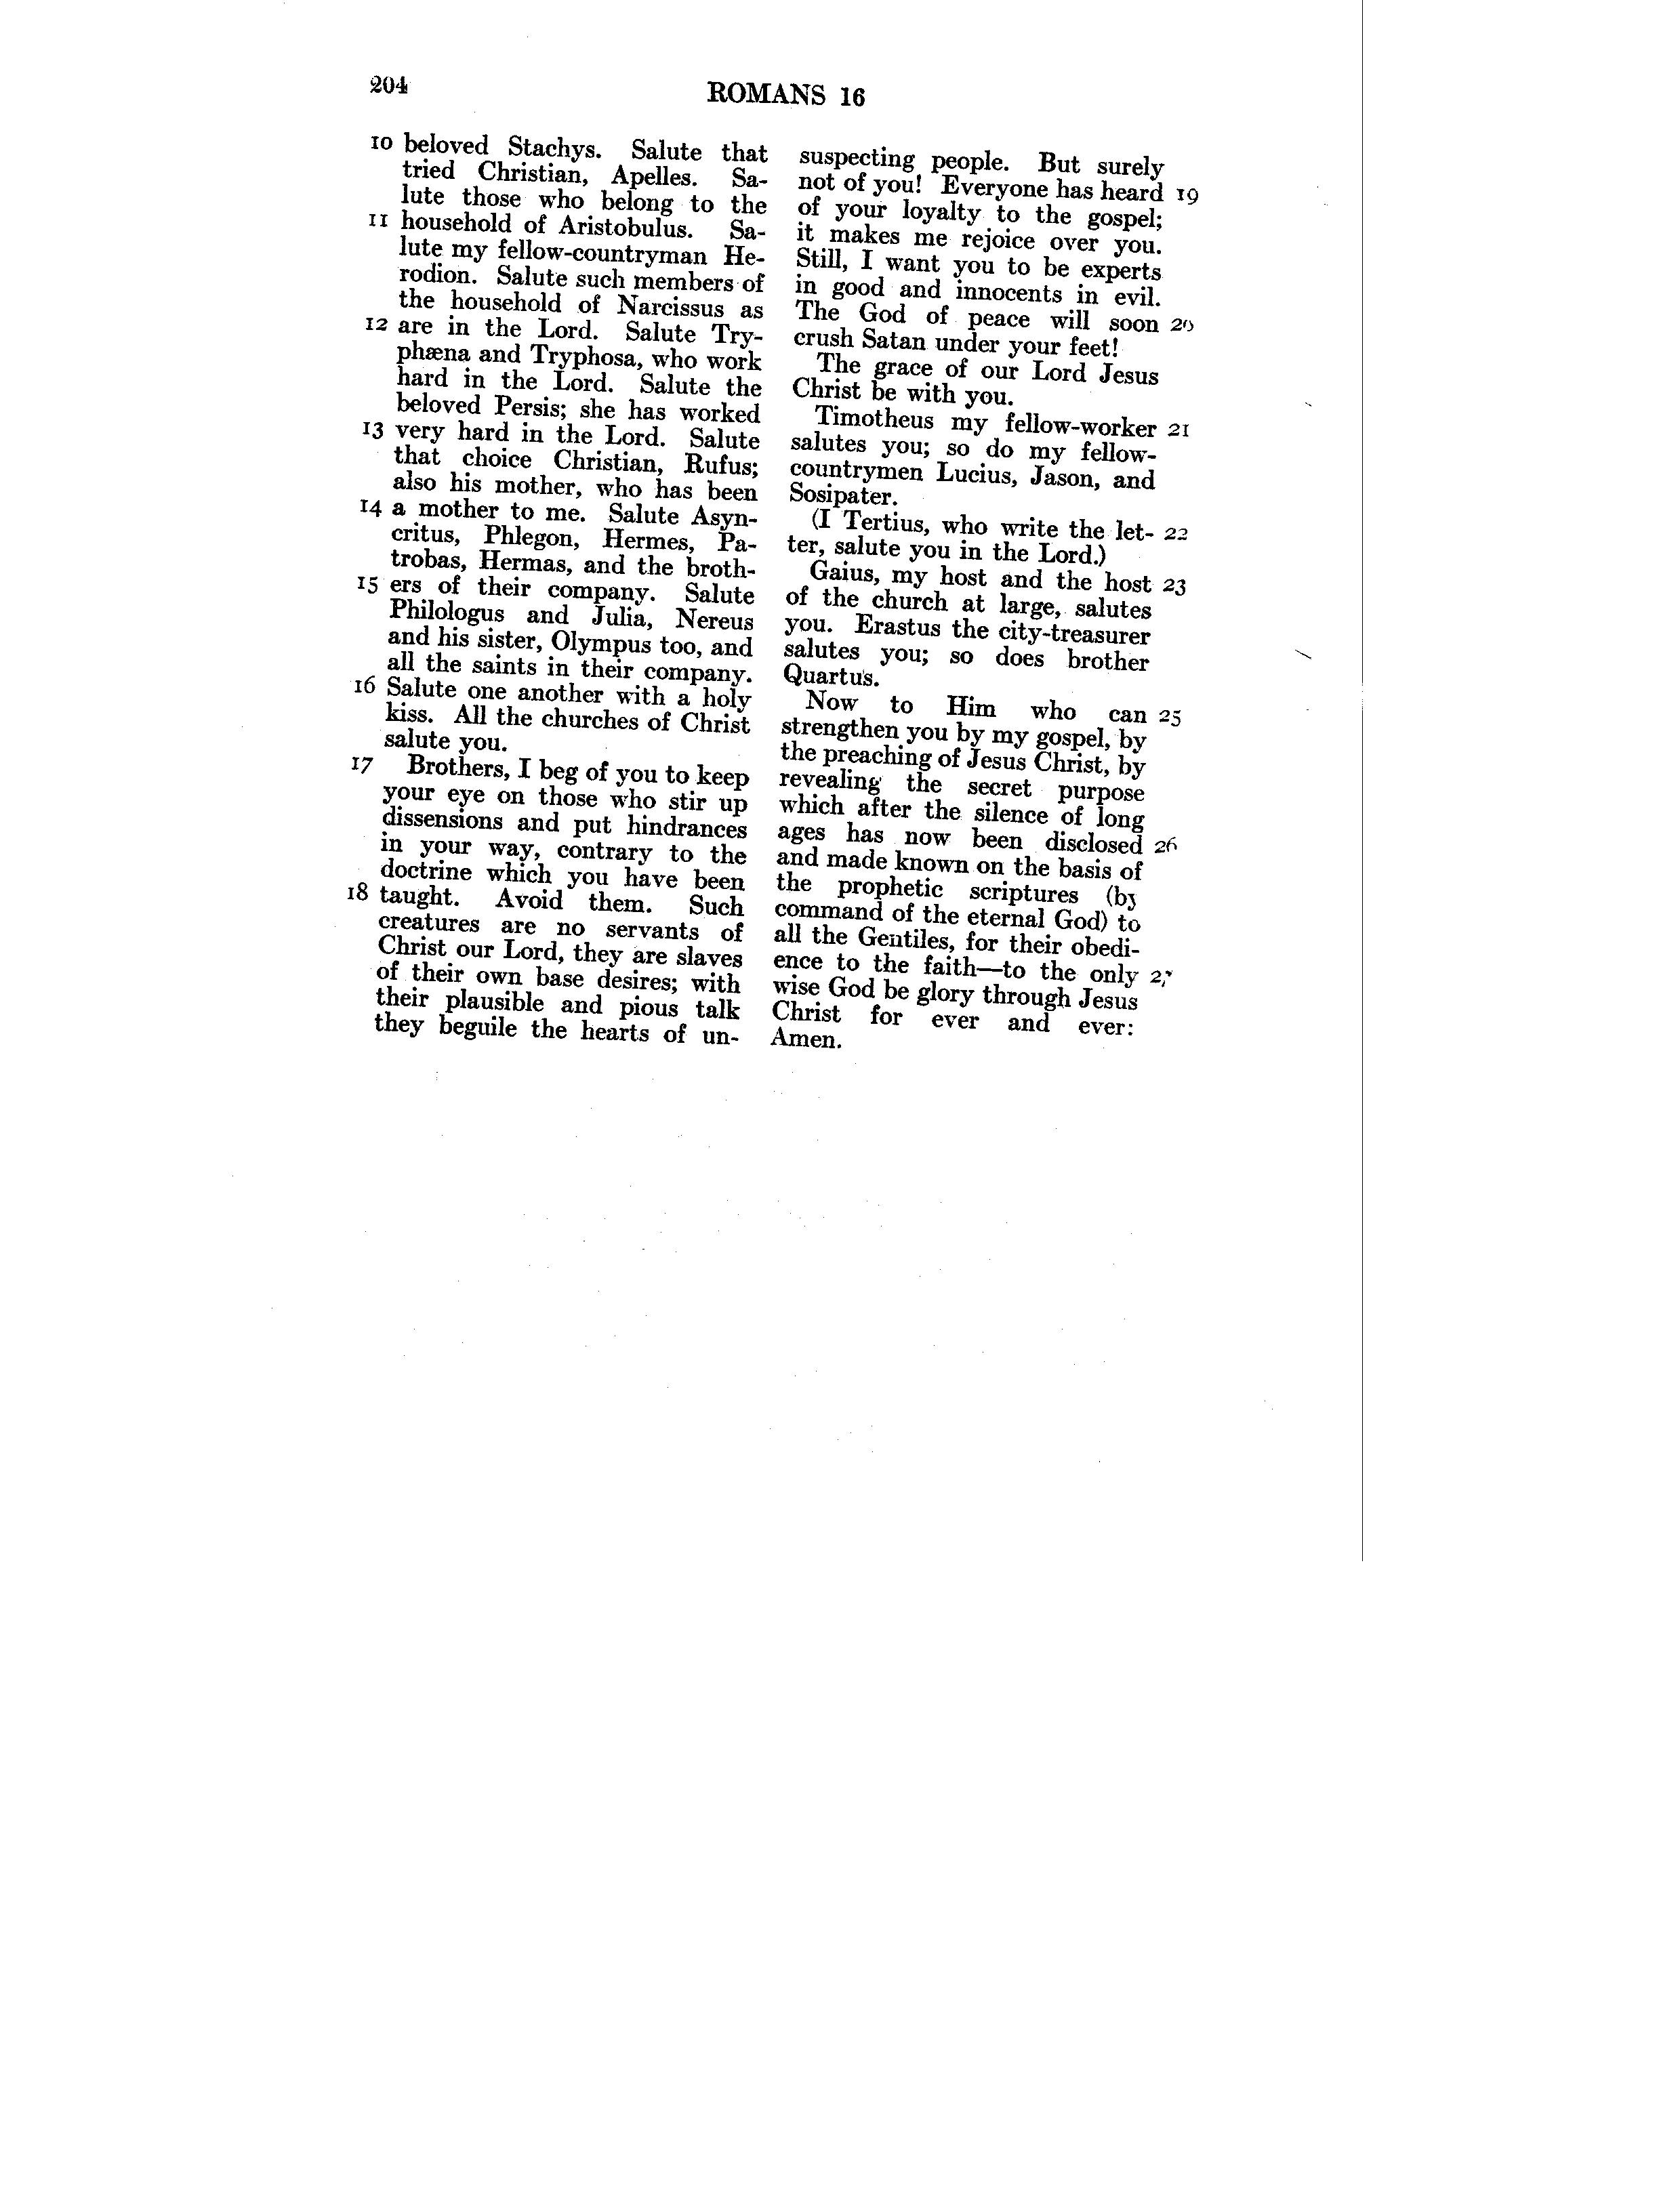 204
ROMANS 16
10 beloved Stachys. Salute that
tried Christian, Apelles. Sa-
lute those who belong to the
11 household of Aristobulus. Sa-
lute my fellow-countryman He-
rodion. Salute such members of
the household of Narcissus as
12 are in the Lord. Salute Try-
phæna and Tryphosa, who work
hard in the Lord. Salute the
beloved Persis; she has worked
13 very hard in the Lord. Salute
that choice Christian, Rufus;
also his mother, who has been
14 a mother to me. Salute Asyn-
critus, Phlegon, Hermes, Pa-
trobas, Hermas, and the broth-
15 ers of their company. Salute
Philologus and Julia, Nereus
and his sister, Olympus too, and
all the saints in their company.
16 Salute one another with a holy
kiss. All the churches of Christ
salute you.
17 Brothers, I beg of you to keep
your eye on those who stir up
dissensions and put hindrances
in your way, contrary to the
doctrine which you have been
18 taught. Avoid them. Such
creatures are no servants of
Christ our Lord, they are slaves
of their own base desires; with
their plausible and pious talk
they beguile the hearts of un-
suspecting people. But surely
not of you! Everyone has heard 19
of your loyalty to the gospel;
it makes me rejoice over you.
Still, I want you to be experts
in good and innocents in evil.
The God of peace will soon 20
crush Satan under your feet!
The grace of our Lord Jesus
Christ be with you.
Timotheus my fellow-worker 21
salutes you; so do my fellow-
countrymen Lucius, Jason, and
Sosipater.
(I Tertius, who write the let- 22
ter, salute you in the Lord.)
Gaius, my host and the host 23
of the church at large, salutes
you. Erastus the city-treasurer
salutes you; so does brother
Quartus.
Now to Him who can 25
strengthen you by my gospel, by
the preaching of Jesus Christ, by
revealing the secret purpose
which after the silence of long
ages has now been disclosed 26
and made known on the basis of
the prophetic scriptures (by
command of the eternal God) to
all the Gentiles, for their obedi-
ence to the faith—to the only 27
wise God be glory through Jesus
Christ for ever and ever:
Amen.